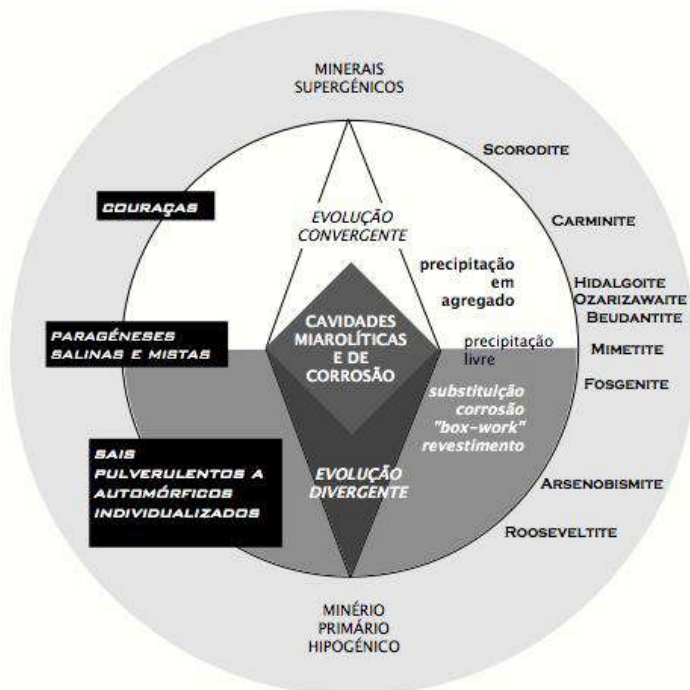 MINERAIS
SUPERGÉNICOS
SCORODITE
COURAÇAS
CARMINITE
EVOLUÇÃO
CONVERGENTE
precipitação
em
agregado
HIDALGOITE
OZARIZAWAITE
BEUDANTITE
CAVIDADES
MIAROLÍTICAS
E DE
CORROSÃO
PARAGÉNESES
SALINAS E MISTAS
precipitação
livre
MIMETITE
FOSGENITE
substituição
corrosão
"box-work"
revestimento
SAIS
PULVERULENTOS A
AUTOMÓRFICOS
INDIVIDUALIZADOS
EVOLUÇÃO
DIVERGENTE
ARSENOBISMITE
ROOSEVELTITE
MINÉRIO
PRIMÁRIO
HIPOGÉNICO